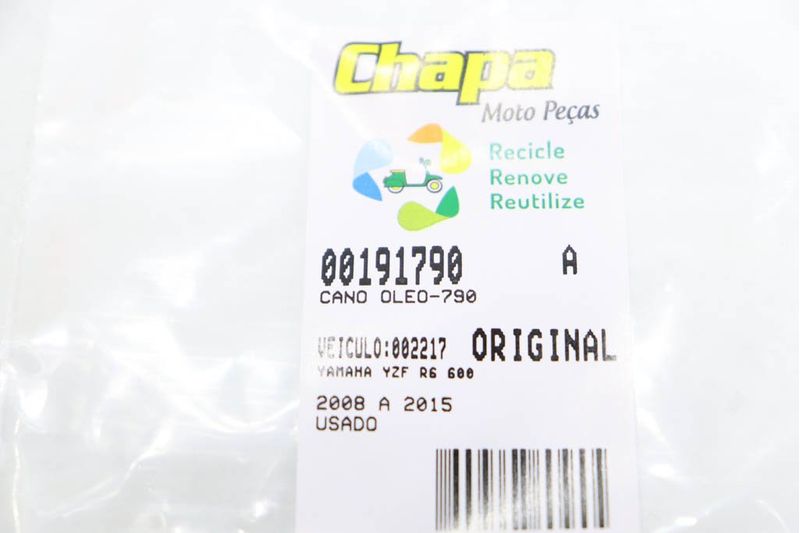 Chapa
Moto Peças
Recicle
Renove
Reutilize
00191790 A
CANO OLEO-790
VEICULO:002217 ORIGINAL
YAMAHA YZF R6 600
2008 A 2015
USADO